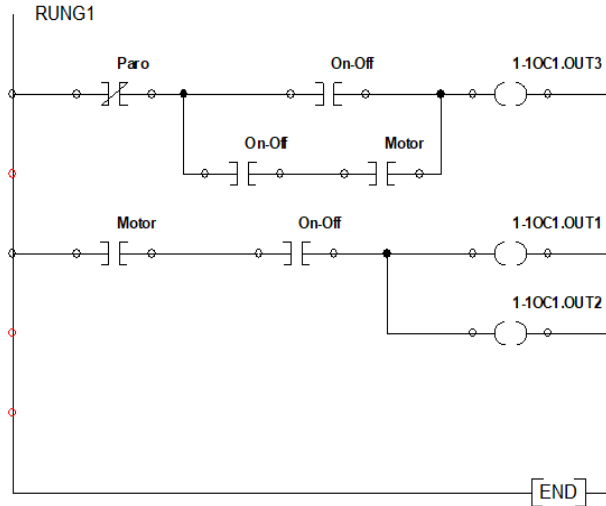 RUNG1
Paro On-Off 1-1OC1.OUT3
On-Off Motor
Motor On-Off 1-1OC1.OUT1
1-1OC1.OUT2
END